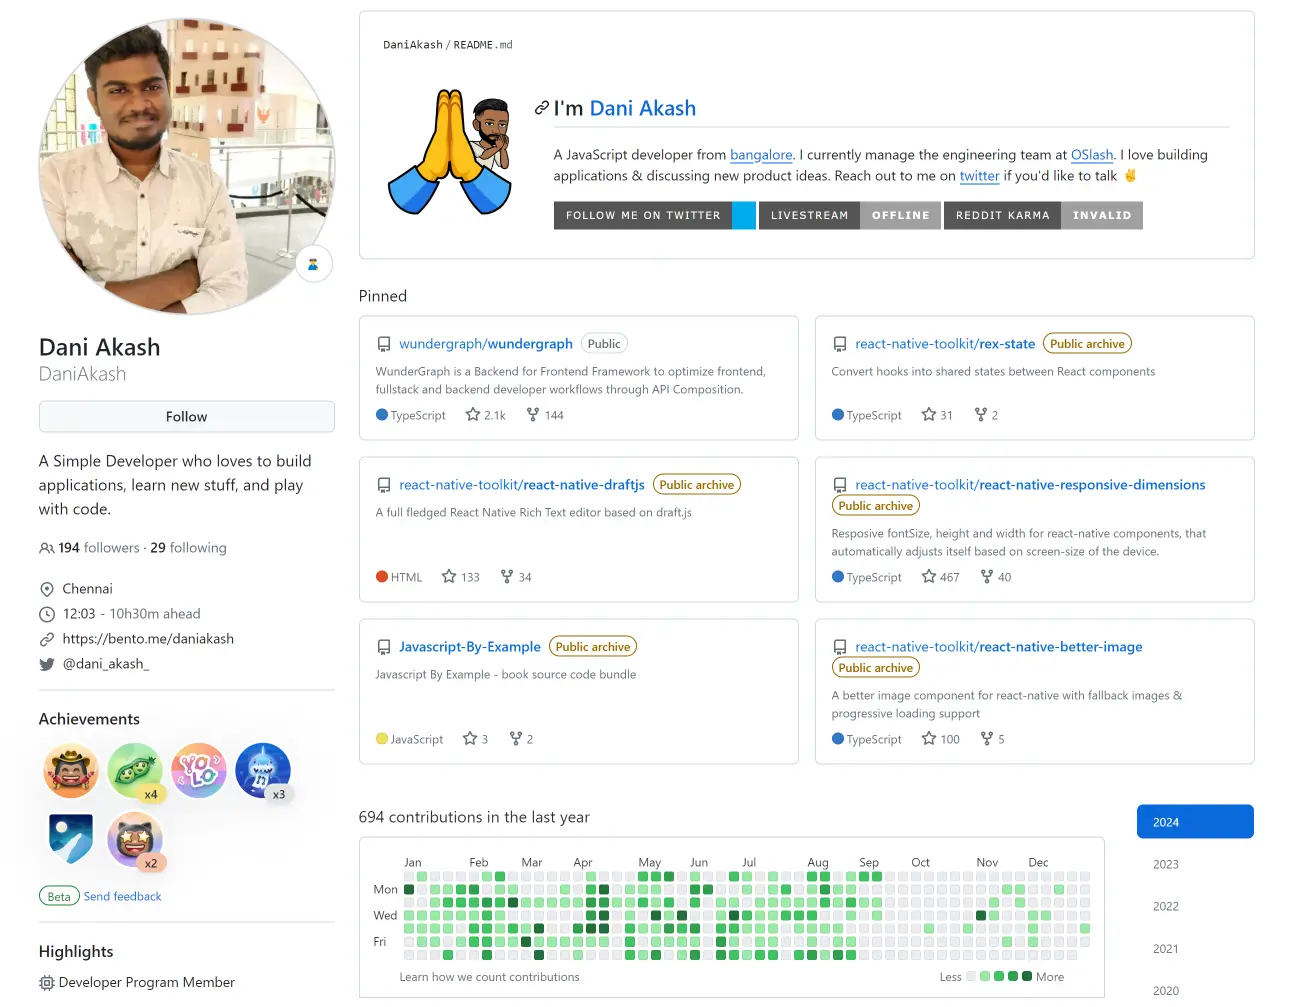 DaniAkash / README.md
I'm Dani Akash
A JavaScript developer from bangalore. I currently manage the engineering team at OSlash. I love building
applications & discussing new product ideas. Reach out to me on twitter if you'd like to talk ✌
FOLLOW ME ON TWITTER
LIVESTREAM OFFLINE
REDDIT KARMA INVALID
Dani Akash
DaniAkash
Follow
A Simple Developer who loves to build
applications, learn new stuff, and play
with code.
194 followers · 29 following
Chennai
12:03 - 10h30m ahead
https://bento.me/daniakash
@dani_akash_
Achievements
x4
YOLO
x3
x2
Beta Send feedback
Highlights
Developer Program Member
Pinned
wundergraph/wundergraph Public
WunderGraph is a Backend for Frontend Framework to optimize frontend,
fullstack and backend developer workflows through API Composition.
TypeScript 2.1k 144
react-native-toolkit/rex-state Public archive
Convert hooks into shared states between React components
TypeScript 31 2
react-native-toolkit/react-native-draftjs Public archive
A full fledged React Native Rich Text editor based on draft.js
HTML 133 34
react-native-toolkit/react-native-responsive-dimensions
Public archive
Resposive fontSize, height and width for react-native components, that
automatically adjusts itself based on screen-size of the device.
TypeScript 467 40
Javascript-By-Example Public archive
Javascript By Example - book source code bundle
JavaScript 3 2
react-native-toolkit/react-native-better-image
Public archive
A better image component for react-native with fallback images &
progressive loading support
TypeScript 100 5
694 contributions in the last year
Jan Feb Mar Apr May Jun Jul Aug Sep Oct Nov Dec
Mon
Wed
Fri
Learn how we count contributions
Less More
2024
2023
2022
2021
2020